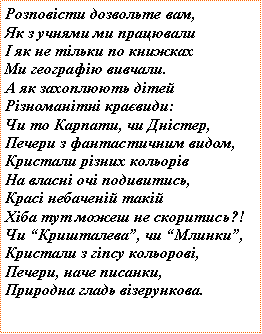 Розповісти дозвольте вам,
Як з учнями ми працювали
І як не тільки по книжках
Ми географію вивчали.
А як захоплюють дітей
Різноманітні краєвиди:
Чи то Карпати, чи Дністер,
Печери з фантастичним видом,
Кристали різних кольорів
На власні очі подивитись,
Красі небаченій такій
Хіба тут можеш не скоритись?!
Чи “Кришталева”, чи “Млинки”,
Кристали з гіпсу кольорові,
Печери, наче писанки,
Природна гладь візерункова.